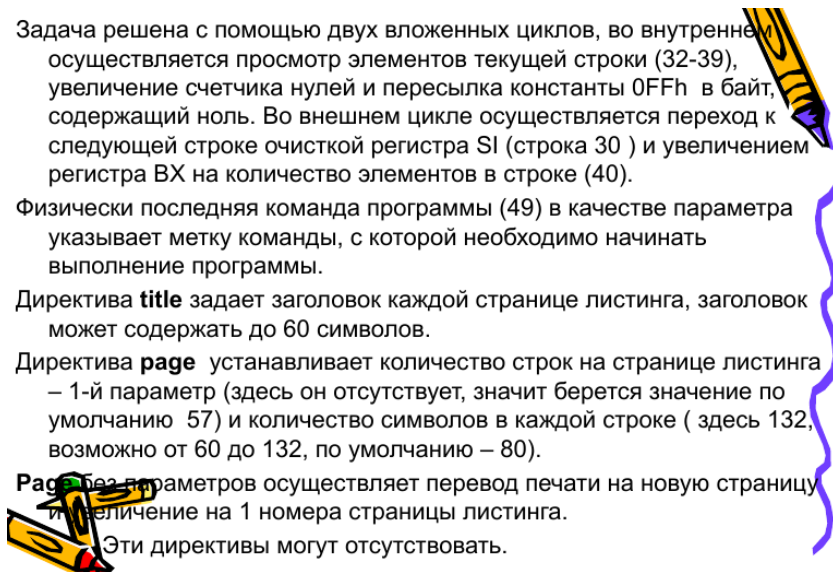 Задача решена с помощью двух вложенных циклов, во внутреннем
осуществляется просмотр элементов текущей строки (32-39),
увеличение счетчика нулей и пересылка константы 0FFh в байт,
содержащий ноль. Во внешнем цикле осуществляется переход к
следующей строке очисткой регистра SI (строка 30 ) и увеличением
регистра BX на количество элементов в строке (40).
Физически последняя команда программы (49) в качестве параметра
указывает метку команды, с которой необходимо начинать
выполнение программы.
Директива title задает заголовок каждой странице листинга, заголовок
может содержать до 60 символов.
Директива page устанавливает количество строк на странице листинга
– 1-й параметр (здесь он отсутствует, значит берется значение по
умолчанию 57) и количество символов в каждой строке ( здесь 132,
возможно от 60 до 132, по умолчанию – 80).
Page без параметров осуществляет перевод печати на новую страницу
и увеличение на 1 номера страницы листинга.
Эти директивы могут отсутствовать.